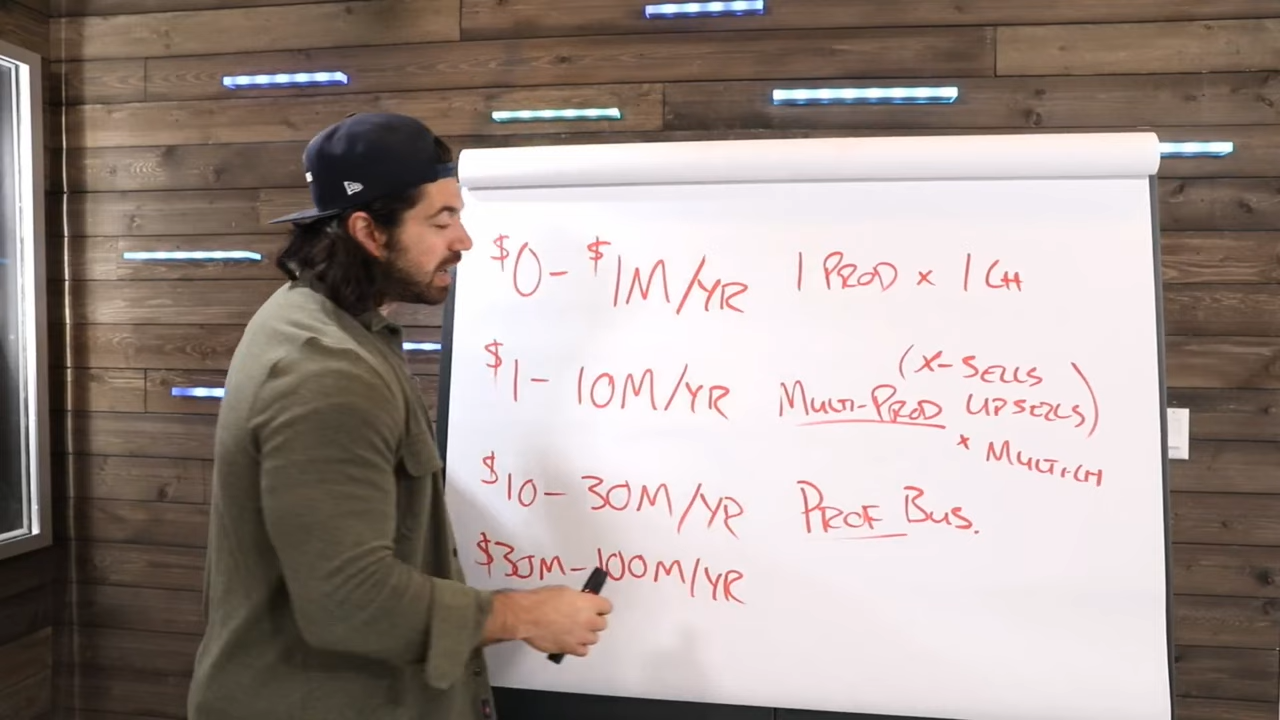 $0 - $1M/YR 1 PROD x 1 CH
$1 - 10M/YR MULTI-PROD (X-SELLS UPSELLS)
x MULTI-CH
$10 - 30M/YR PROF BUS.
$30M - 100M/YR